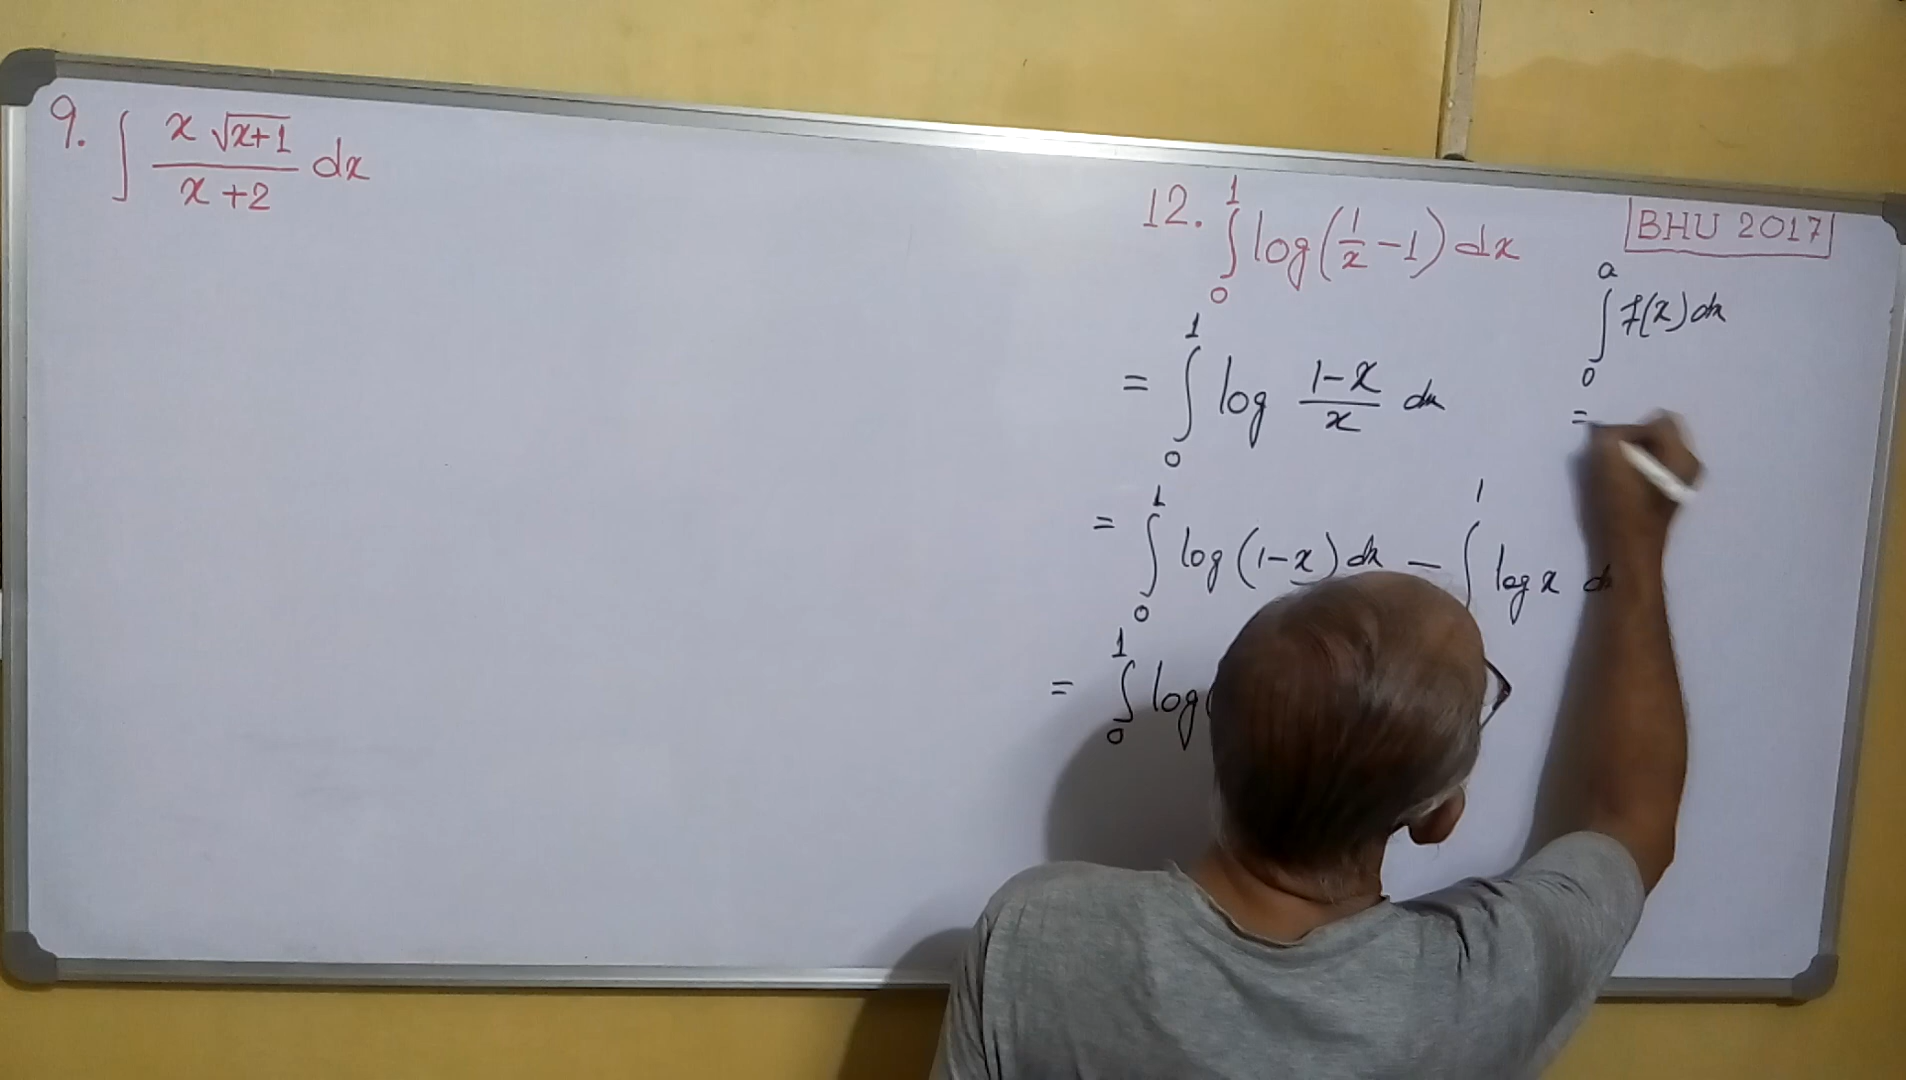 9. ∫ x √x+1 / x+2 dx
12. ∫₀¹ log(1/x − 1) dx
BHU 2017
= ∫₀¹ log 1−x / x dx
= ∫₀¹ log (1−x) dx − ∫¹ log x d
= ∫₀¹ log(
∫₀ᵃ f(x) dx
=